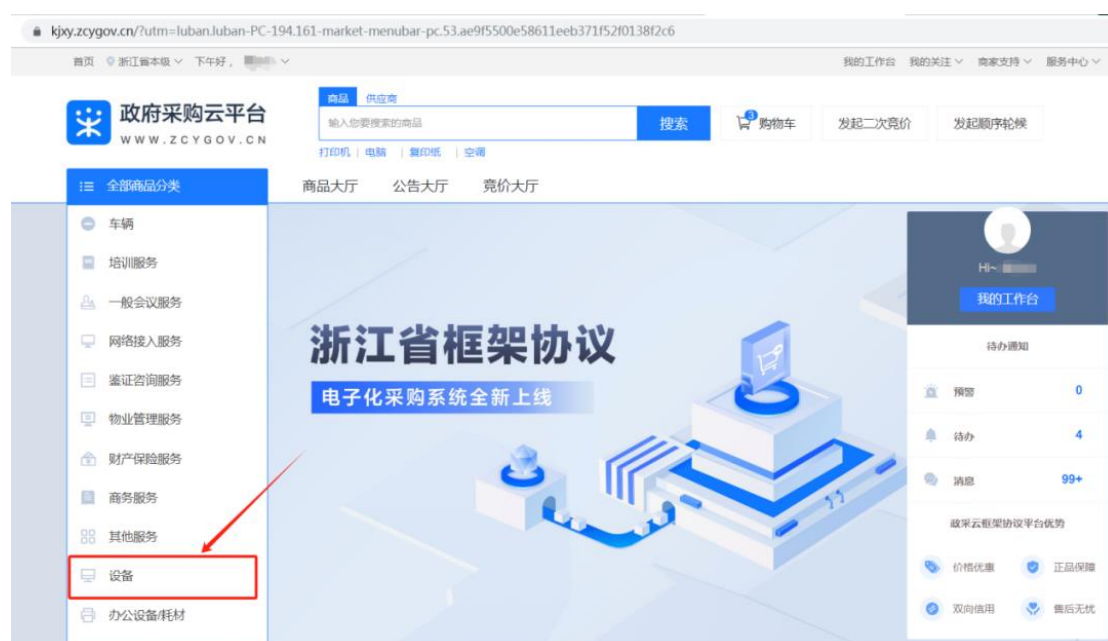 kjxy.zcygov.cn/?utm=luban.luban-PC-194.161-market-menubar-pc.53.ae9f5500e58611eeb371f52f0138f2c6
首页 浙江省本级 下午好， 我的工作台 我的关注 商家支持 服务中心
商品 供应商
政府采购云平台
WWW.ZCYGOV.CN
输入您要搜索的商品 搜索 3 购物车 发起二次竞价 发起顺序轮候
打印机 | 电脑 | 复印纸 | 空调
全部商品分类 商品大厅 公告大厅 竞价大厅
车辆
培训服务
一般会议服务
网络接入服务
鉴证咨询服务
物业管理服务
财产保险服务
商务服务
其他服务
设备
办公设备/耗材
浙江省框架协议
电子化采购系统全新上线
Hi~
我的工作台
待办通知
预警 0
待办 4
消息 99+
政采云框架协议平台优势
价格优惠 正品保障
双向信用 售后无忧